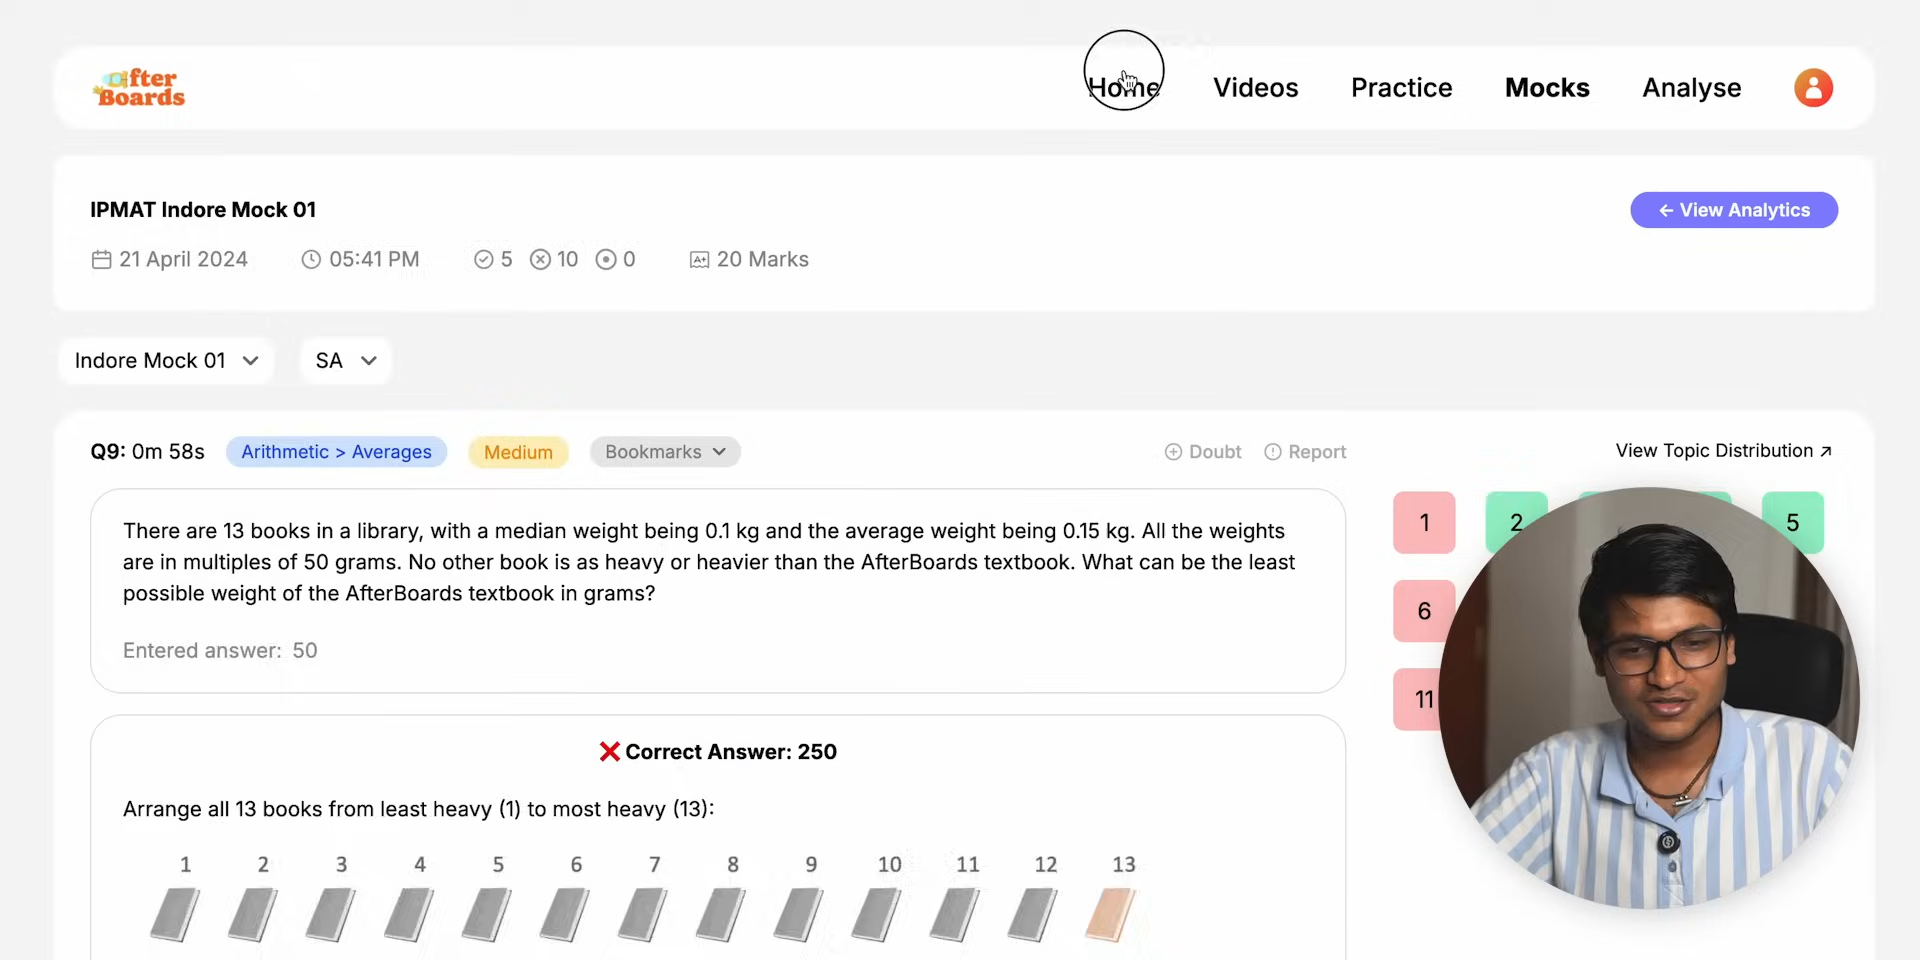 after
Boards
Home Videos Practice Mocks Analyse
IPMAT Indore Mock 01
← View Analytics
21 April 2024 05:41 PM 5 10 0 A+ 20 Marks
Indore Mock 01 SA
Q9: 0m 58s Arithmetic > Averages Medium Bookmarks Doubt Report View Topic Distribution ↗
There are 13 books in a library, with a median weight being 0.1 kg and the average weight being 0.15 kg. All the weights
are in multiples of 50 grams. No other book is as heavy or heavier than the AfterBoards textbook. What can be the least
possible weight of the AfterBoards textbook in grams?
Entered answer: 50
1 2 5
6
11
❌ Correct Answer: 250
Arrange all 13 books from least heavy (1) to most heavy (13):
1 2 3 4 5 6 7 8 9 10 11 12 13